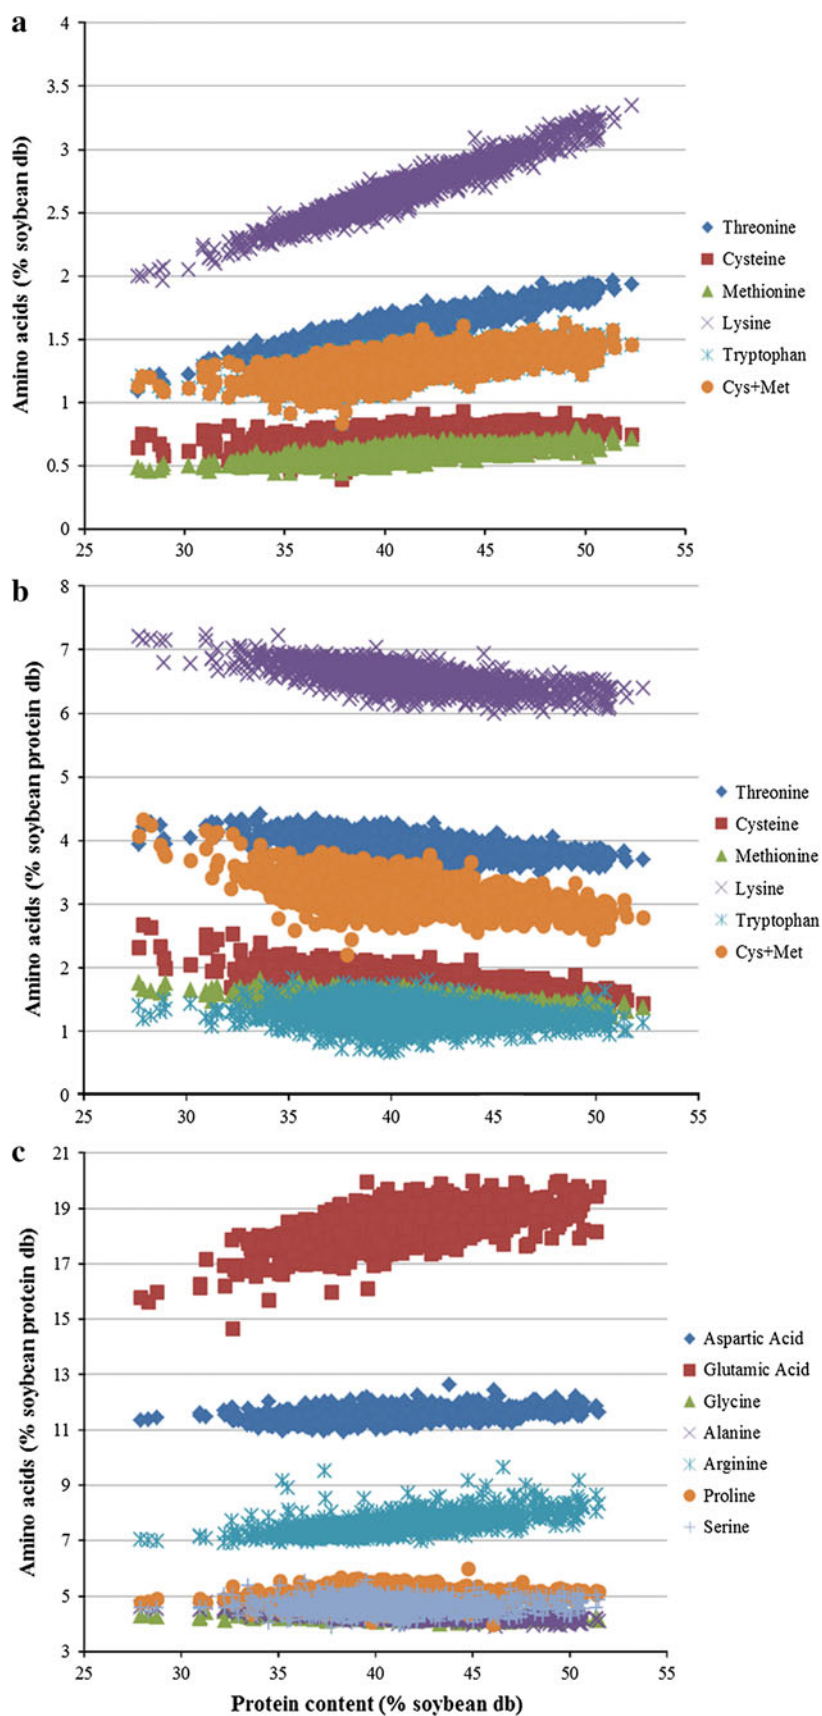 a
4
3.5
3
2.5
2
1.5
1
0.5
0
25 30 35 40 45 50 55
Amino acids (% soybean db)
Threonine
Cysteine
Methionine
Lysine
Tryptophan
Cys+Met
b
8
7
6
5
4
3
2
1
0
25 30 35 40 45 50 55
Amino acids (% soybean protein db)
Threonine
Cysteine
Methionine
Lysine
Tryptophan
Cys+Met
c
21
19
17
15
13
11
9
7
5
3
25 30 35 40 45 50 55
Amino acids (% soybean protein db)
Aspartic Acid
Glutamic Acid
Glycine
Alanine
Arginine
Proline
Serine
Protein content (% soybean db)